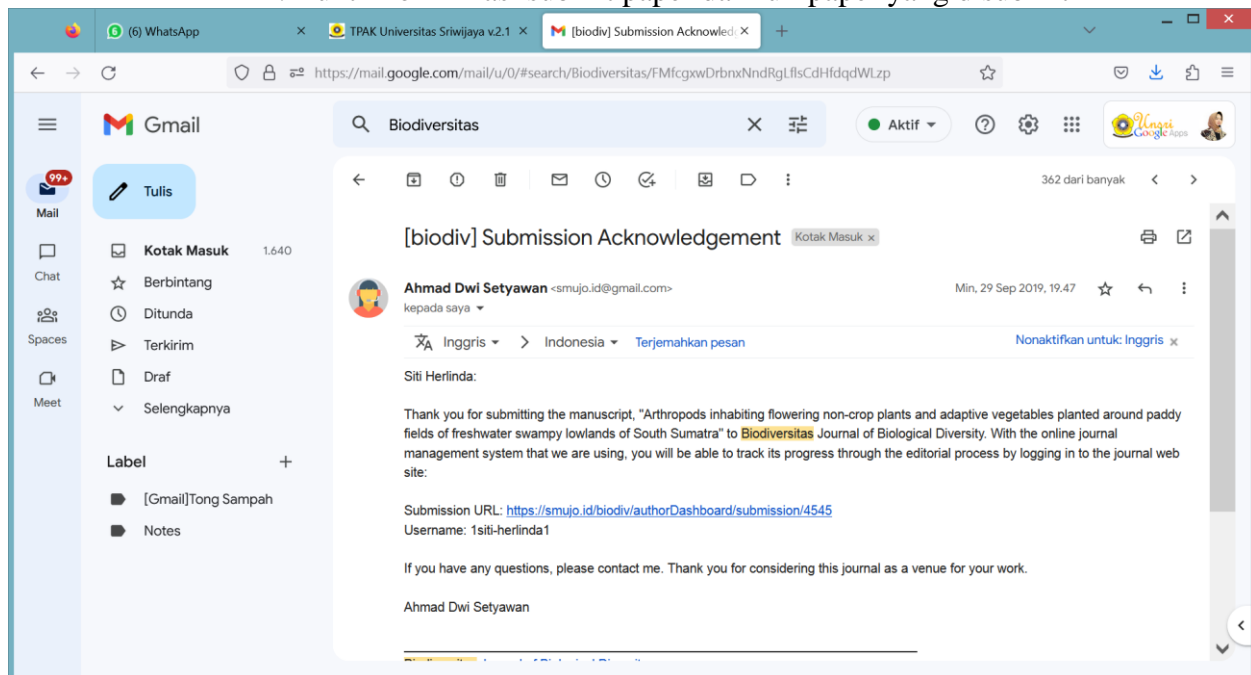 (6) WhatsApp
TPAK Universitas Sriwijaya v.2.1
[biodiv] Submission Acknowled
https://mail.google.com/mail/u/0/#search/Biodiversitas/FMfcgxwDrbnxNndRgLflsCdHfdqdWLzp
Gmail
Biodiversitas
Aktif
Unsri
Google Apps
99+
Mail
Chat
Spaces
Meet
Tulis
Kotak Masuk 1.640
Berbintang
Ditunda
Terkirim
Draf
Selengkapnya
Label
[Gmail]Tong Sampah
Notes
362 dari banyak
[biodiv] Submission Acknowledgement Kotak Masuk x
Ahmad Dwi Setyawan <smujo.id@gmail.com> Min, 29 Sep 2019, 19.47
kepada saya
Inggris > Indonesia Terjemahkan pesan Nonaktifkan untuk: Inggris x
Siti Herlinda:
Thank you for submitting the manuscript, "Arthropods inhabiting flowering non-crop plants and adaptive vegetables planted around paddy
fields of freshwater swampy lowlands of South Sumatra" to Biodiversitas Journal of Biological Diversity. With the online journal
management system that we are using, you will be able to track its progress through the editorial process by logging in to the journal web
site:
Submission URL: https://smujo.id/biodiv/authorDashboard/submission/4545
Username: 1siti-herlinda1
If you have any questions, please contact me. Thank you for considering this journal as a venue for your work.
Ahmad Dwi Setyawan